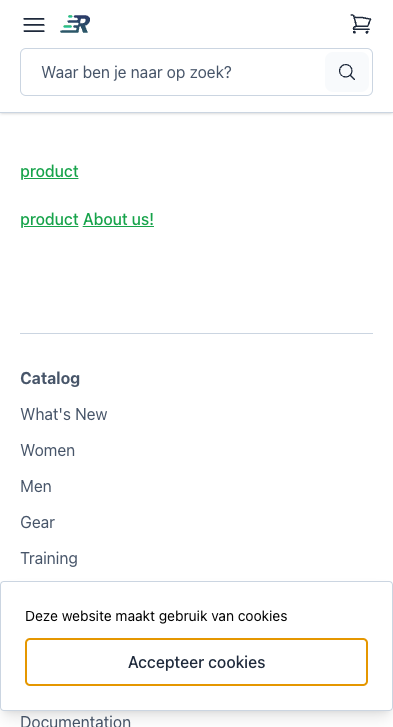 Waar ben je naar op zoek?
product
product About us!
Catalog
What's New
Women
Men
Gear
Training
Deze website maakt gebruik van cookies
Accepteer cookies
Documentation